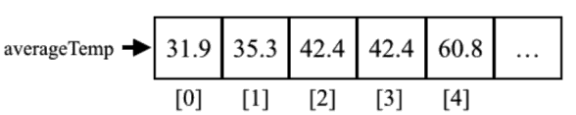 averageTemp 31.9 35.3 42.4 42.4 60.8 ...
[0] [1] [2] [3] [4]